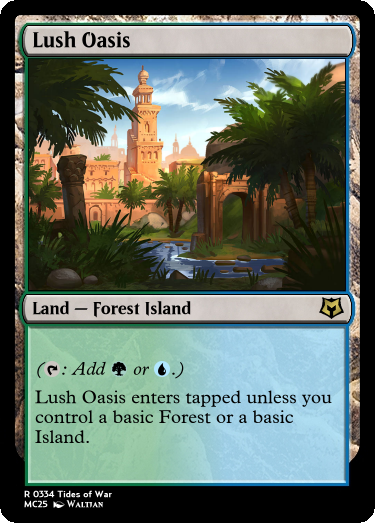 Lush Oasis
Land — Forest Island
(: Add or .)
Lush Oasis enters tapped unless you
control a basic Forest or a basic
Island.
R 0334 Tides of War
MC25 Waltian